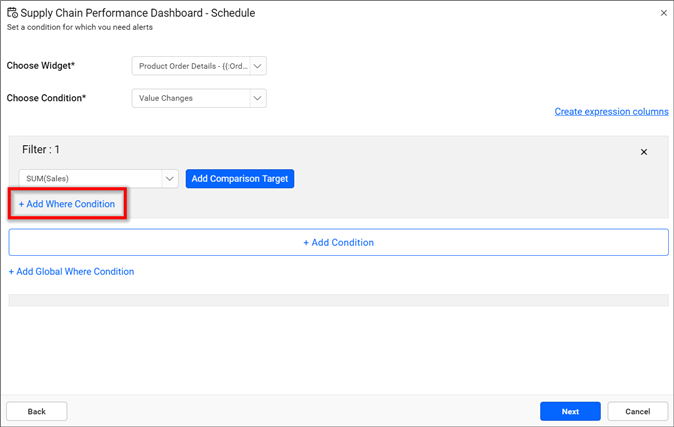 Supply Chain Performance Dashboard - Schedule
Set a condition for which you need alerts
Choose Widget*
Product Order Details - {{:Ord...
Choose Condition*
Value Changes
Create expression columns
Filter : 1
SUM(Sales)
Add Comparison Target
+ Add Where Condition
+ Add Condition
+ Add Global Where Condition
Back
Next
Cancel